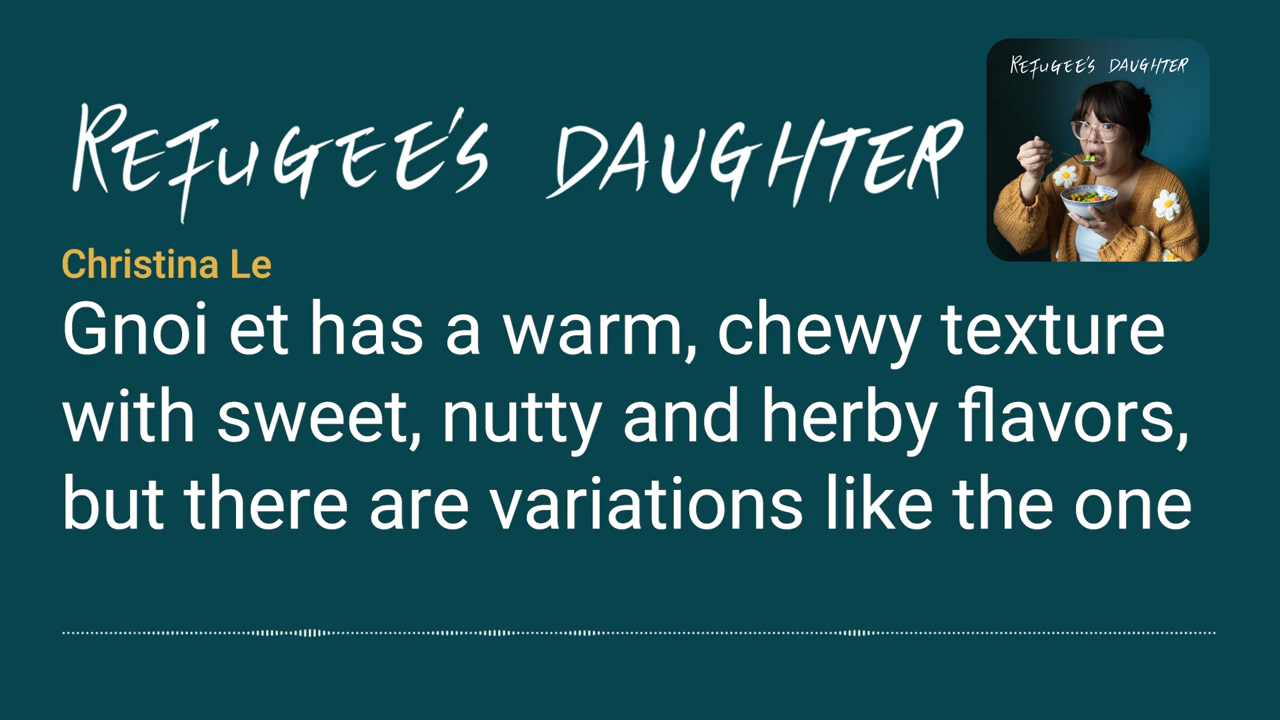 REFUGEE'S DAUGHTER
REFUGEE'S DAUGHTER
Christina Le
Gnoi et has a warm, chewy texture
with sweet, nutty and herby flavors,
but there are variations like the one